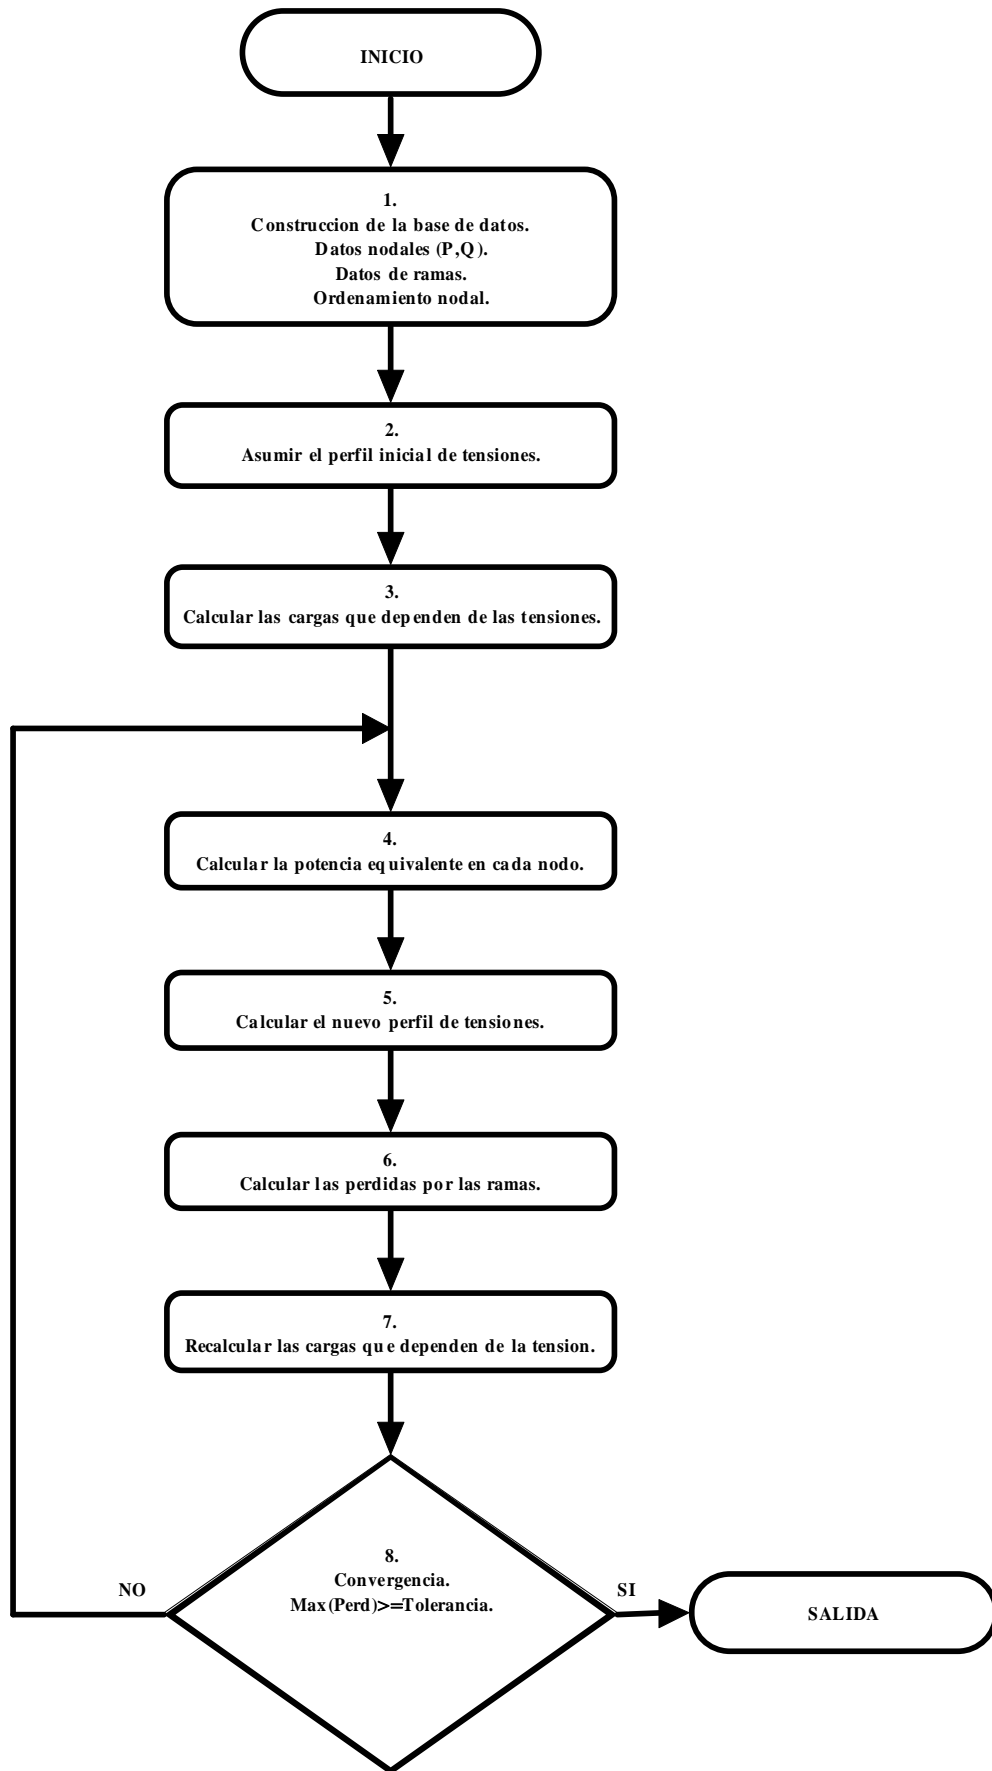 INICIO
1.
Construccion de la base de datos.
Datos nodales (P,Q).
Datos de ramas.
Ordenamiento nodal.
2.
Asumir el perfil inicial de tensiones.
3.
Calcular las cargas que dependen de las tensiones.
4.
Calcular la potencia equivalente en cada nodo.
5.
Calcular el nuevo perfil de tensiones.
6.
Calcular las perdidas por las ramas.
7.
Recalcular las cargas que dependen de la tension.
8.
Convergencia.
Max(Perd)>=Tolerancia.
NO
SI
SALIDA